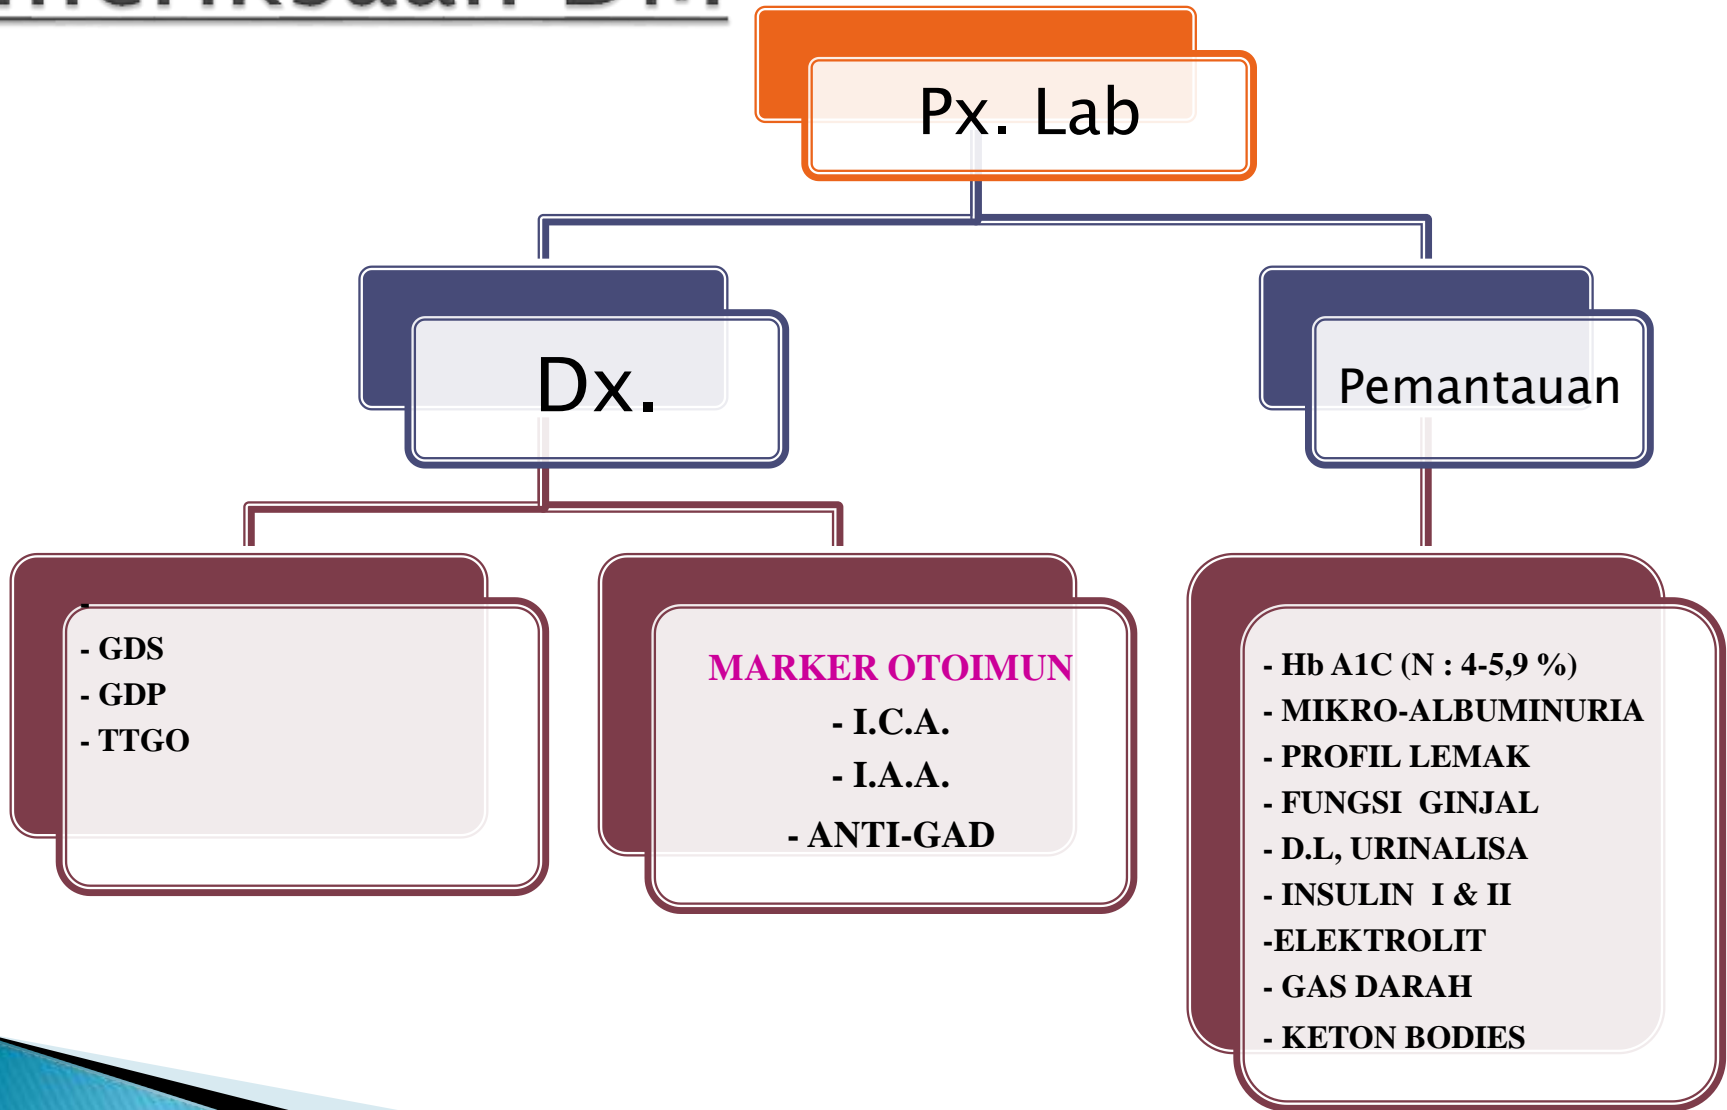 DM
Px. Lab
Dx.
Pemantauan
-
- GDS
- GDP
- TTGO
MARKER OTOIMUN
- I.C.A.
- I.A.A.
- ANTI-GAD
- Hb A1C (N : 4-5,9 %)
- MIKRO-ALBUMINURIA
- PROFIL LEMAK
- FUNGSI GINJAL
- D.L, URINALISA
- INSULIN I & II
-ELEKTROLIT
- GAS DARAH
- KETON BODIES